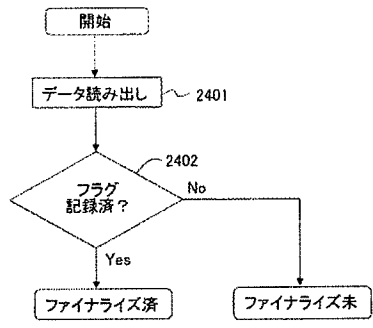 開始
データ読み出し
2401
2402
フラグ
記録済？
No
Yes
ファイナライズ済
ファイナライズ未